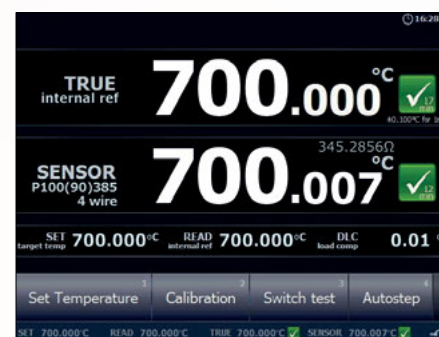 16:28
TRUE
internal ref
700.000 °C
17
min
±0.100°C for
SENSOR
P100(90)385
4 wire
345.2856Ω
700.007 °C
12
min
SET
target temp
700.000°C
READ
internal ref
700.000°C
DLC
load comp
0.01 °
1
Set Temperature
2
Calibration
3
Switch test
4
Autostep
SET 700.000°C READ 700.000°C TRUE 700.000°C SENSOR 700.007°C